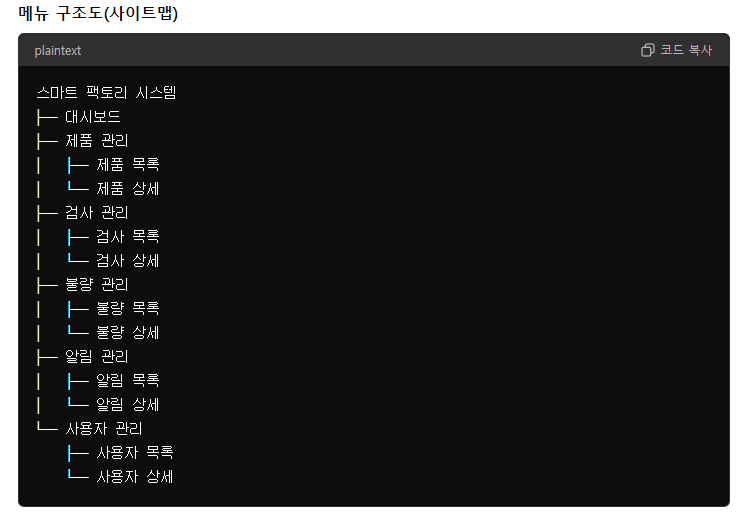 메뉴 구조도(사이트맵)
plaintext 코드 복사
스마트 팩토리 시스템
├── 대시보드
├── 제품 관리
│   ├── 제품 목록
│   └── 제품 상세
├── 검사 관리
│   ├── 검사 목록
│   └── 검사 상세
├── 불량 관리
│   ├── 불량 목록
│   └── 불량 상세
├── 알림 관리
│   ├── 알림 목록
│   └── 알림 상세
└── 사용자 관리
    ├── 사용자 목록
    └── 사용자 상세